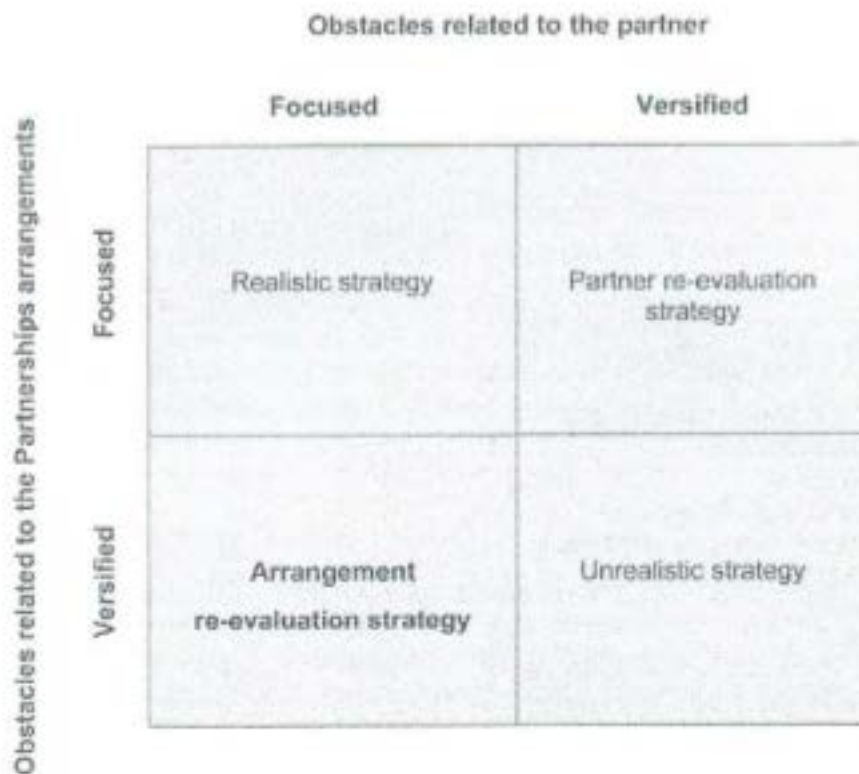 Obstacles related to the partner
Focused
Versified
Obstacles related to the Partnerships arrangements
Focused
Realistic strategy
Partner re-evaluation
strategy
Versified
Arrangement
re-evaluation strategy
Unrealistic strategy